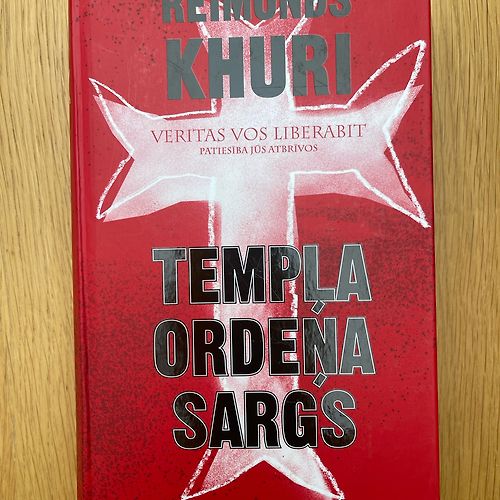 REIMONDS
KHURI
VERITAS VOS LIBERABIT
PATIESĪBA JŪS ATBRĪVOS
TEMPĻA
ORDEŅA
SARGS